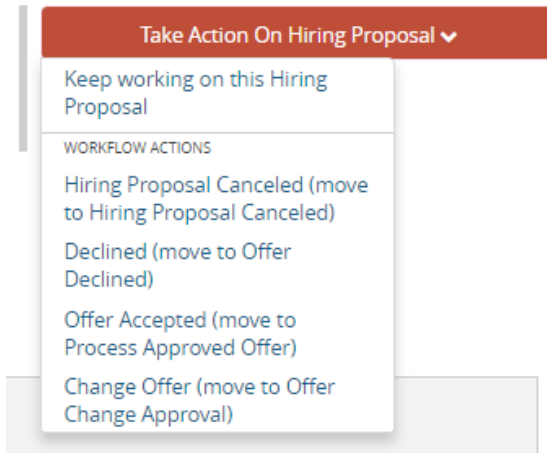 Take Action On Hiring Proposal
Keep working on this Hiring
Proposal
WORKFLOW ACTIONS
Hiring Proposal Canceled (move
to Hiring Proposal Canceled)
Declined (move to Offer
Declined)
Offer Accepted (move to
Process Approved Offer)
Change Offer (move to Offer
Change Approval)